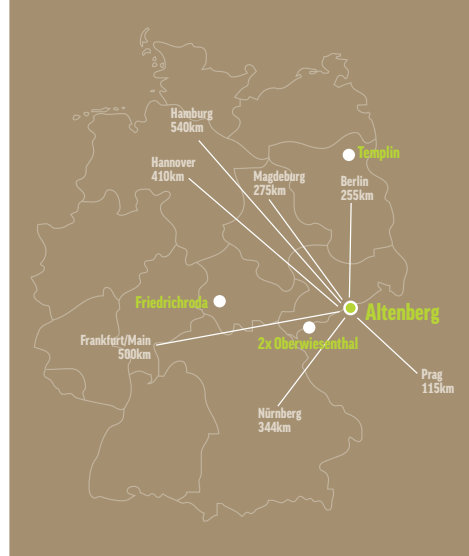 Hamburg
540km
Templin
Hannover
410km
Magdeburg
275km
Berlin
255km
Friedrichroda
Altenberg
Frankfurt/Main
500km
2x Oberwiesenthal
Prag
115km
Nürnberg
344km